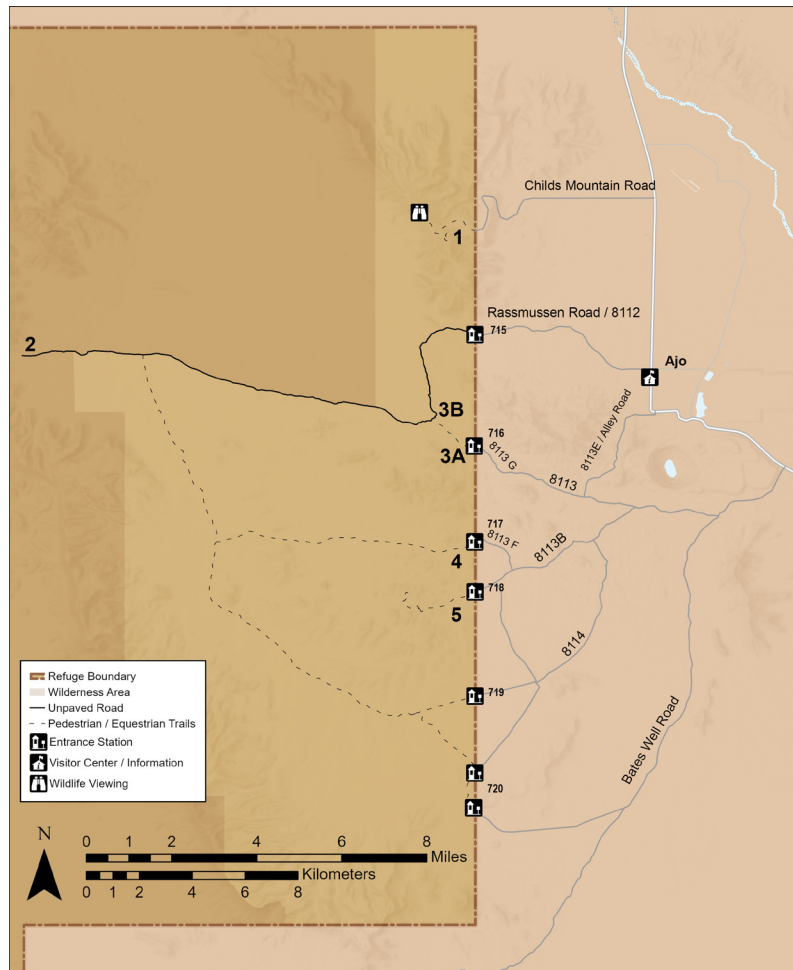 Childs Mountain Road
1
Rassmussen Road / 8112
715
2
Ajo
3B
716
3A
8113 G
8113E / Alley Road
8113
717
8113 F
4
8113B
718
5
8114
719
Bates Well Road
720
Refuge Boundary
Wilderness Area
Unpaved Road
Pedestrian / Equestrian Trails
Entrance Station
Visitor Center / Information
Wildlife Viewing
N
0 1 2 4 6 8
Miles
Kilometers
0 1 2 4 6 8